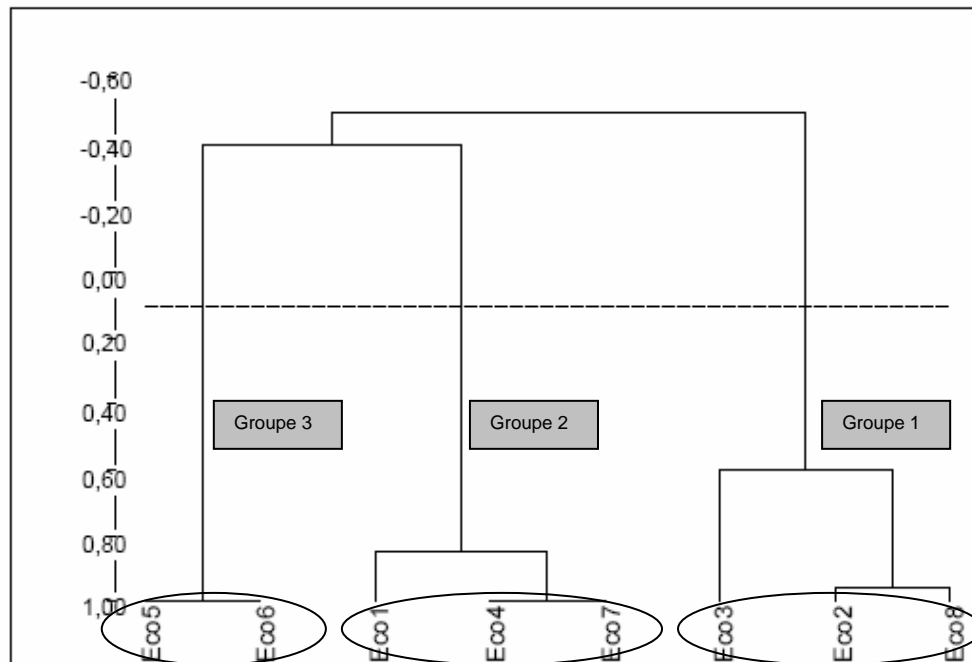 -0,60
-0,40
-0,20
0,00
0,20
0,40
0,60
0,80
1,00
Groupe 3
Groupe 2
Groupe 1
Eco5
Eco6
Eco1
Eco4
Eco7
Eco3
Eco2
Eco8